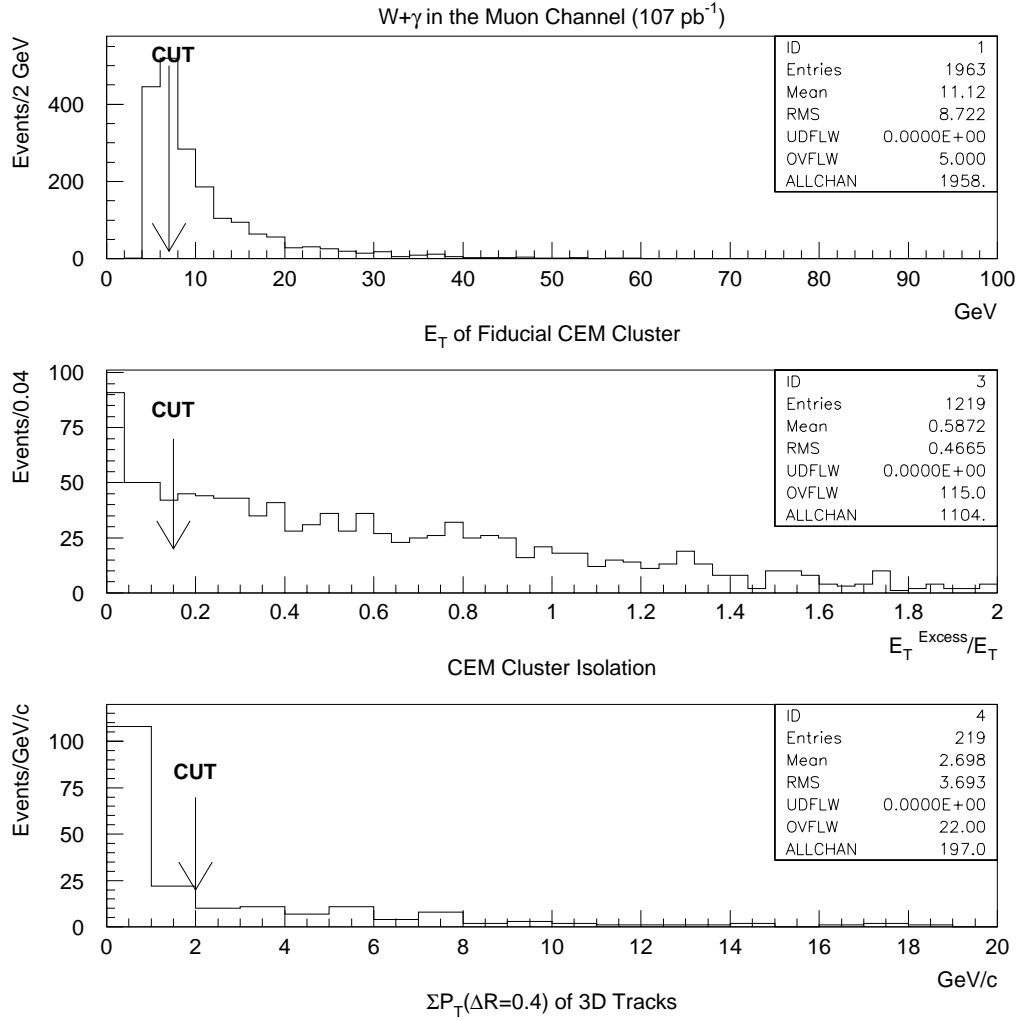 W+γ in the Muon Channel (107 pb⁻¹)
Events/2 GeV
400
200
0
CUT
ID 1
Entries 1963
Mean 11.12
RMS 8.722
UDFLW 0.0000E+00
OVFLW 5.000
ALLCHAN 1958.
0 10 20 30 40 50 60 70 80 90 100
GeV
E_T of Fiducial CEM Cluster
Events/0.04
100
75
50
25
0
CUT
ID 3
Entries 1219
Mean 0.5872
RMS 0.4665
UDFLW 0.0000E+00
OVFLW 115.0
ALLCHAN 1104.
0 0.2 0.4 0.6 0.8 1 1.2 1.4 1.6 1.8 2
E_T ^Excess/E_T
CEM Cluster Isolation
Events/GeV/c
100
75
50
25
0
CUT
ID 4
Entries 219
Mean 2.698
RMS 3.693
UDFLW 0.0000E+00
OVFLW 22.00
ALLCHAN 197.0
0 2 4 6 8 10 12 14 16 18 20
GeV/c
ΣP_T(ΔR=0.4) of 3D Tracks